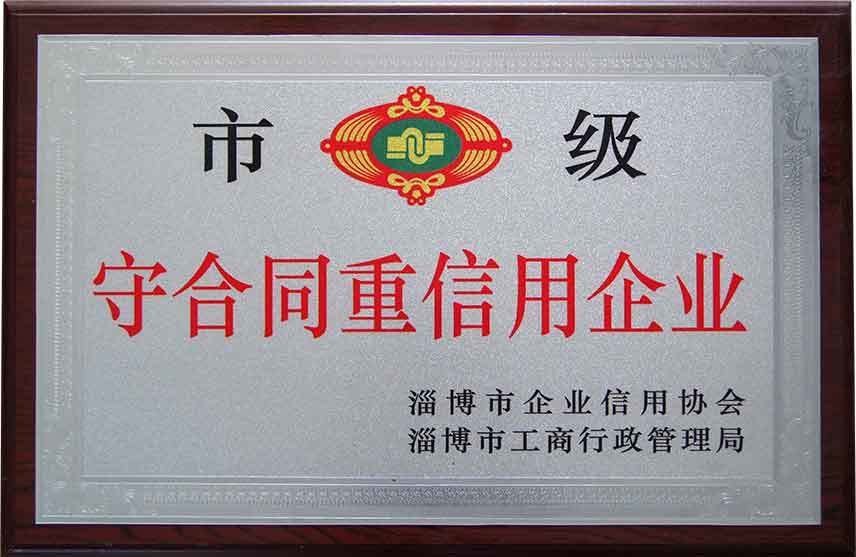 市 级
守合同重信用企业
淄博市企业信用协会
淄博市工商行政管理局